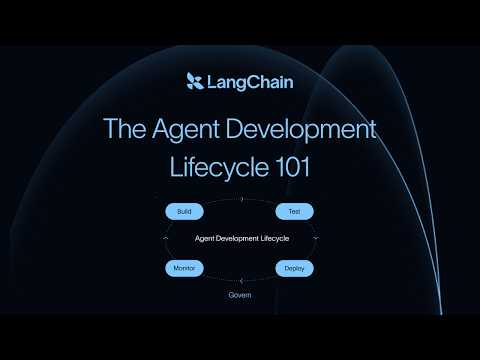 LangChain
The Agent Development
Lifecycle 101
Build
Test
Agent Development Lifecycle
Monitor
Deploy
Govern